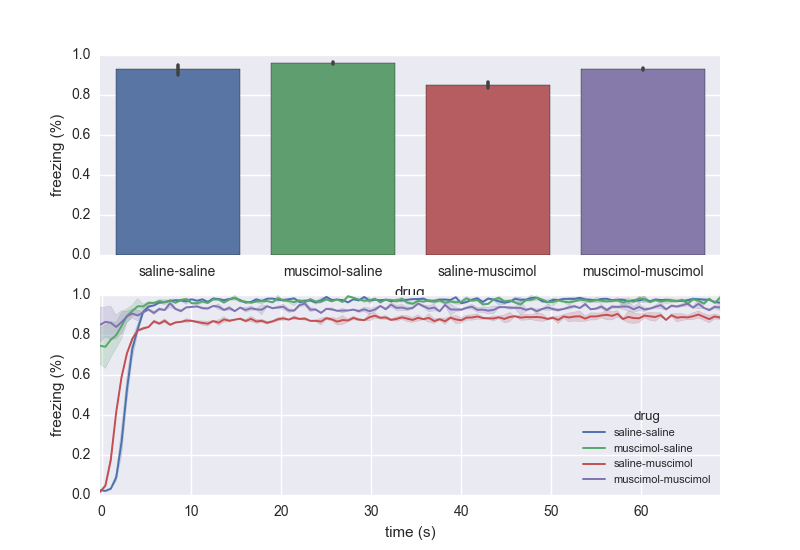 1.0
0.8
0.6
0.4
0.2
0.0
freezing (%)
saline-saline muscimol-saline saline-muscimol muscimol-muscimol
drug
1.0
0.8
0.6
0.4
0.2
0.0
freezing (%)
drug
saline-saline
muscimol-saline
saline-muscimol
muscimol-muscimol
0 10 20 30 40 50 60
time (s)